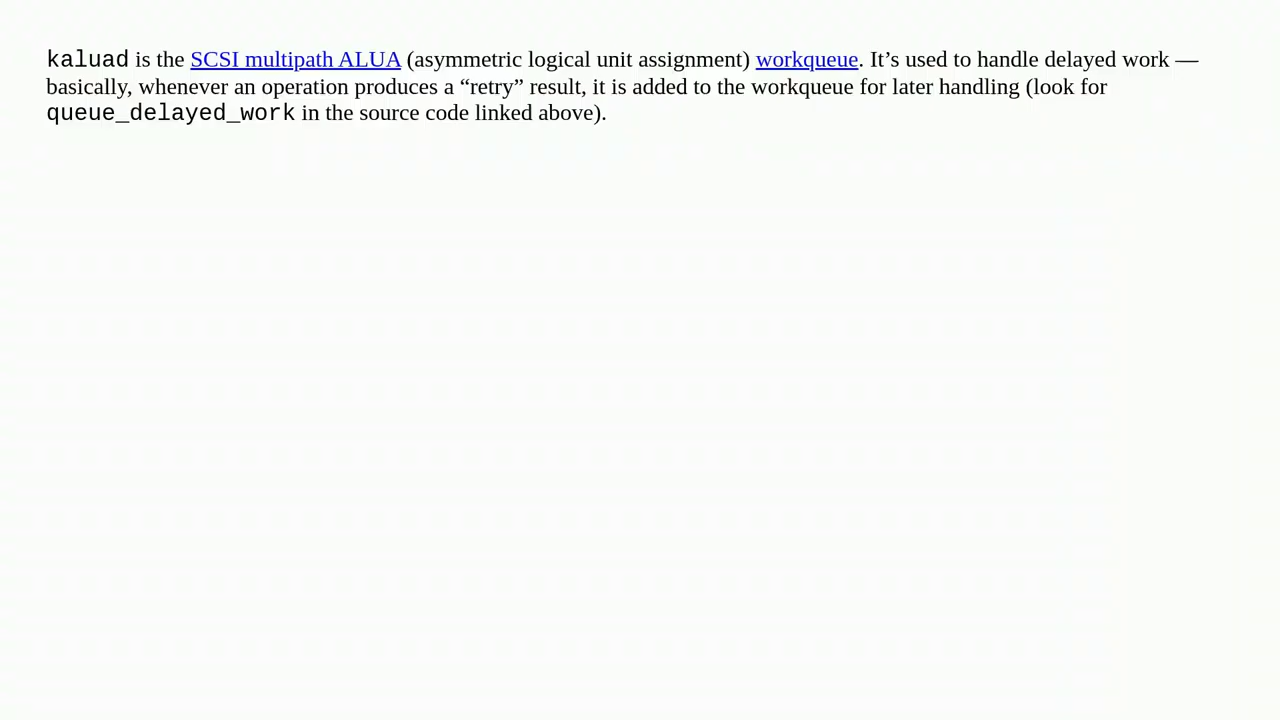 kaluad is the SCSI multipath ALUA (asymmetric logical unit assignment) workqueue. It’s used to handle delayed work —
basically, whenever an operation produces a “retry” result, it is added to the workqueue for later handling (look for
queue_delayed_work in the source code linked above).